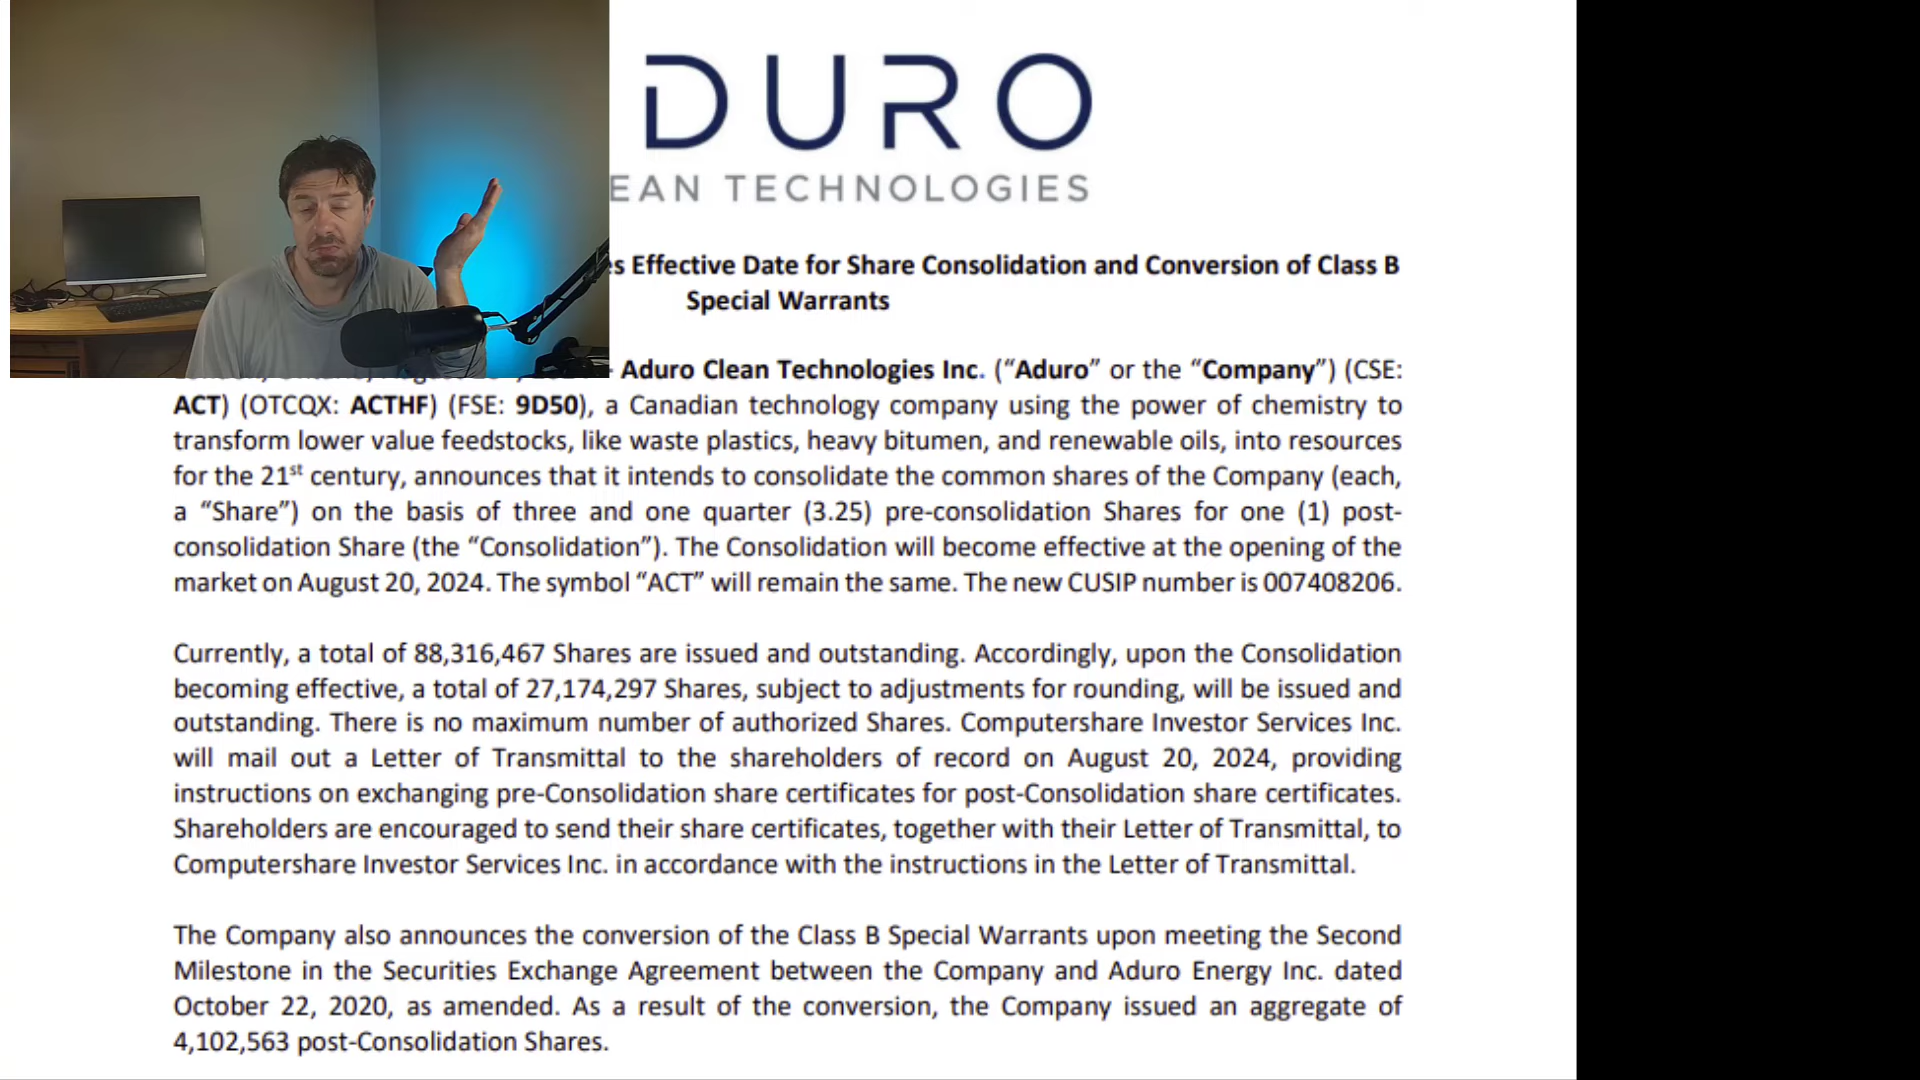 DURO
EAN TECHNOLOGIES
s Effective Date for Share Consolidation and Conversion of Class B
Special Warrants
Aduro Clean Technologies Inc. (“Aduro” or the “Company”) (CSE:
ACT) (OTCQX: ACTHF) (FSE: 9D50), a Canadian technology company using the power of chemistry to
transform lower value feedstocks, like waste plastics, heavy bitumen, and renewable oils, into resources
for the 21st century, announces that it intends to consolidate the common shares of the Company (each,
a “Share”) on the basis of three and one quarter (3.25) pre-consolidation Shares for one (1) post-
consolidation Share (the “Consolidation”). The Consolidation will become effective at the opening of the
market on August 20, 2024. The symbol “ACT” will remain the same. The new CUSIP number is 007408206.
Currently, a total of 88,316,467 Shares are issued and outstanding. Accordingly, upon the Consolidation
becoming effective, a total of 27,174,297 Shares, subject to adjustments for rounding, will be issued and
outstanding. There is no maximum number of authorized Shares. Computershare Investor Services Inc.
will mail out a Letter of Transmittal to the shareholders of record on August 20, 2024, providing
instructions on exchanging pre-Consolidation share certificates for post-Consolidation share certificates.
Shareholders are encouraged to send their share certificates, together with their Letter of Transmittal, to
Computershare Investor Services Inc. in accordance with the instructions in the Letter of Transmittal.
The Company also announces the conversion of the Class B Special Warrants upon meeting the Second
Milestone in the Securities Exchange Agreement between the Company and Aduro Energy Inc. dated
October 22, 2020, as amended. As a result of the conversion, the Company issued an aggregate of
4,102,563 post-Consolidation Shares.